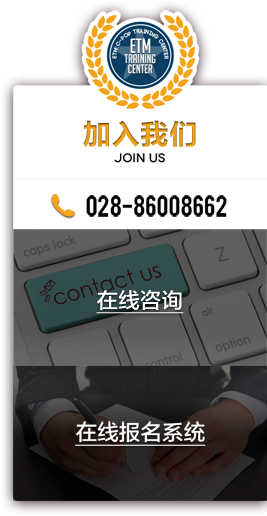 ETM C-POP TRAINING CENTER
ETM
TRAINING
CENTER
加入我们
JOIN US
028-86008662
caps lock
Z
contact us
在线咨询
alt
control
option
在线报名系统